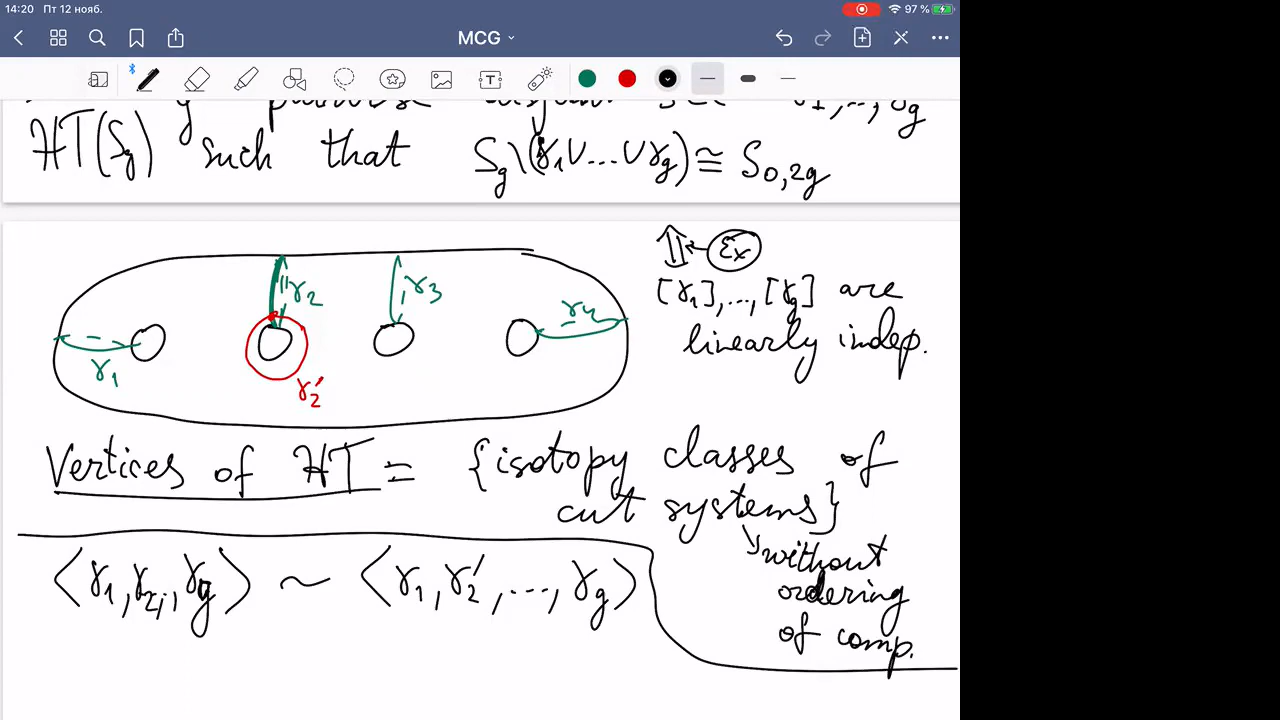 14:20 Пт 12 нояб.
97 %
MCG
T
HT(S_g) such that S_g \ (γ_1 ∪ ... ∪ γ_g) ≅ S_{0,2g}
Ex
[γ_1], ..., [γ_g] are
linearly indep.
γ_1
γ_2
γ_3
γ_4
γ_2'
Vertices of HT = {isotopy classes of
cut systems}
without
ordering
of comp.
⟨γ_1, γ_2, , γ_g⟩ ~ ⟨γ_1, γ_2', ..., γ_g⟩